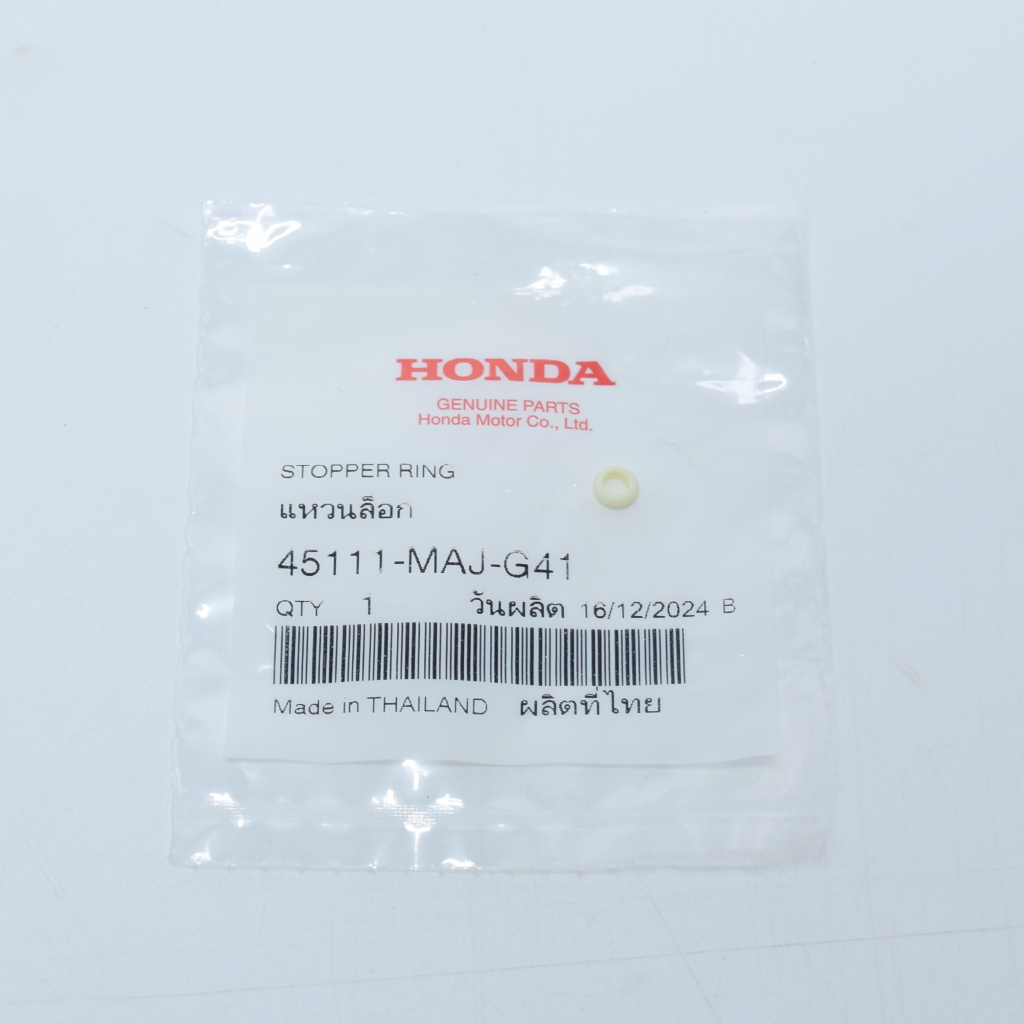 HONDA
GENUINE PARTS
Honda Motor Co., Ltd.
STOPPER RING
แหวนล็อก
45111-MAJ-G41
QTY 1 วันผลิต 16/12/2024 B
Made in THAILAND ผลิตที่ไทย